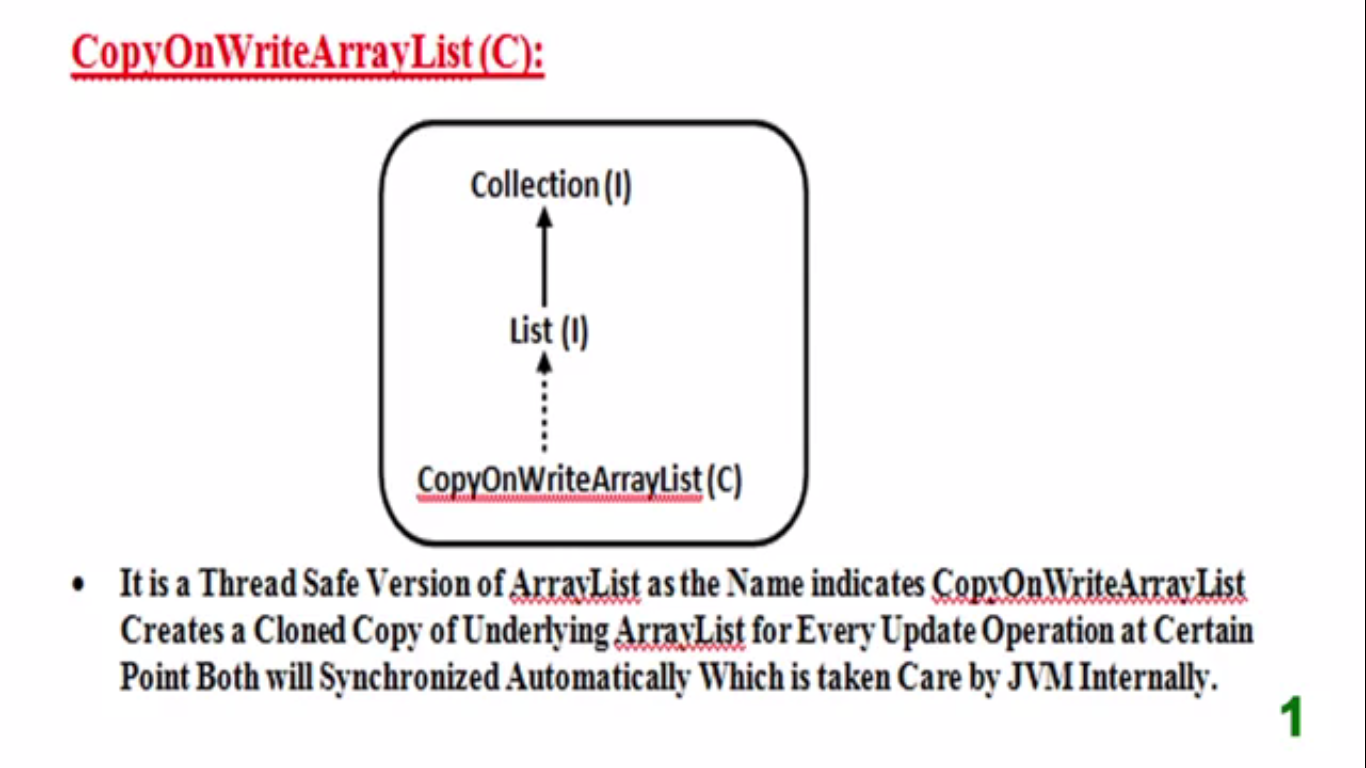 CopyOnWriteArrayList (C):
Collection (I)
List (I)
CopyOnWriteArrayList (C)
• It is a Thread Safe Version of ArrayList as the Name indicates CopyOnWriteArrayList
Creates a Cloned Copy of Underlying ArrayList for Every Update Operation at Certain
Point Both will Synchronized Automatically Which is taken Care by JVM Internally.
1